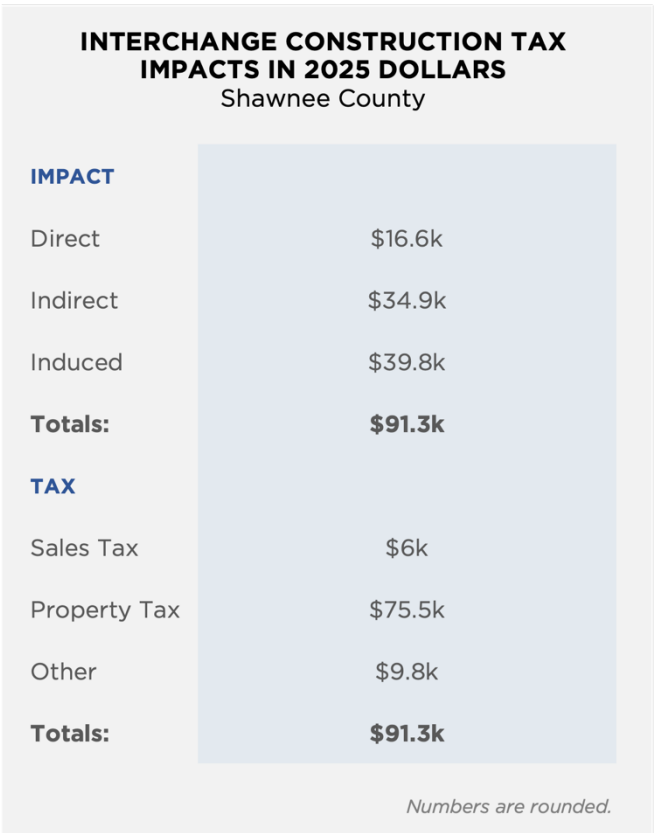 INTERCHANGE CONSTRUCTION TAX
IMPACTS IN 2025 DOLLARS
Shawnee County
IMPACT
Direct $16.6k
Indirect $34.9k
Induced $39.8k
Totals: $91.3k
TAX
Sales Tax $6k
Property Tax $75.5k
Other $9.8k
Totals: $91.3k
Numbers are rounded.